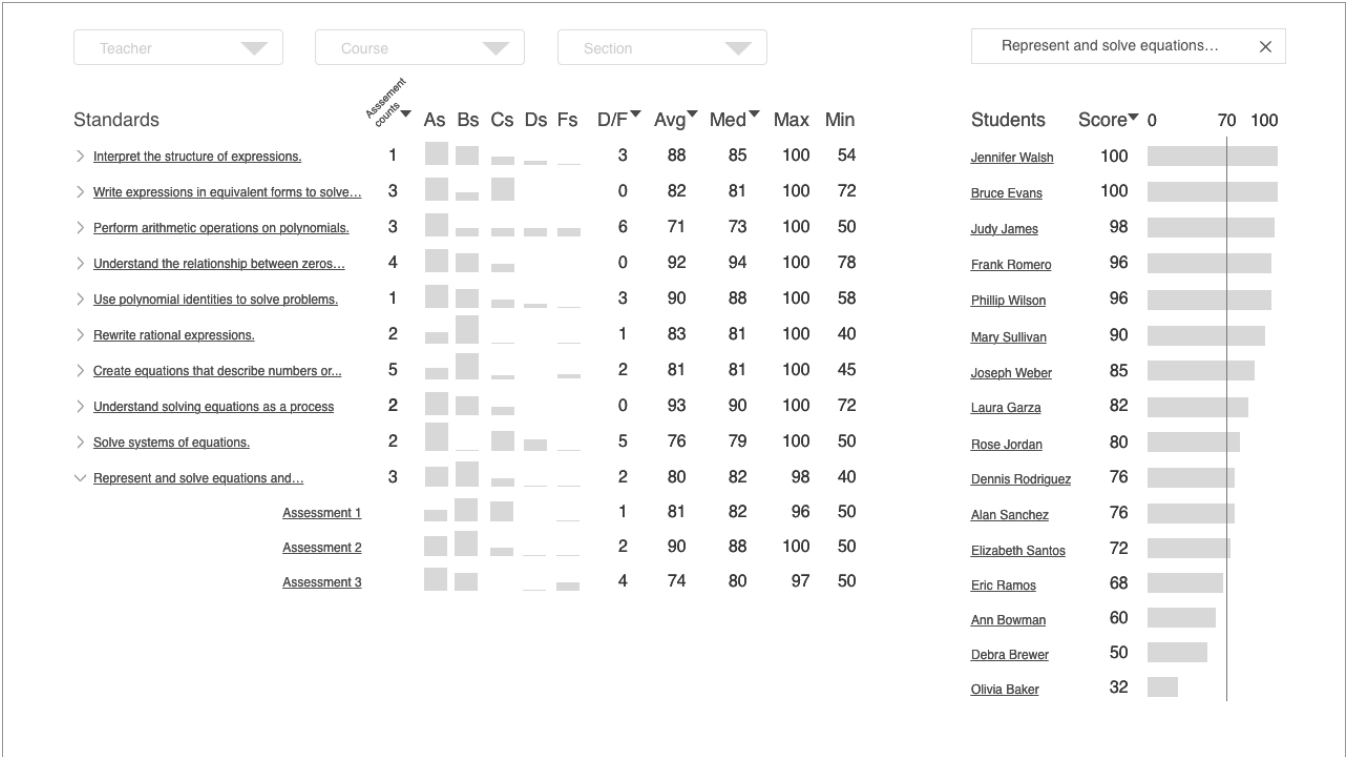 Teacher Course Section Represent and solve equations…
Standards Asssement counts As Bs Cs Ds Fs D/F Avg Med Max Min
Interpret the structure of expressions. 1 3 88 85 100 54
Write expressions in equivalent forms to solve… 3 0 82 81 100 72
Perform arithmetic operations on polynomials. 3 6 71 73 100 50
Understand the relationship between zeros… 4 0 92 94 100 78
Use polynomial identities to solve problems. 1 3 90 88 100 58
Rewrite rational expressions. 2 1 83 81 100 40
Create equations that describe numbers or... 5 2 81 81 100 45
Understand solving equations as a process 2 0 93 90 100 72
Solve systems of equations. 2 5 76 79 100 50
Represent and solve equations and… 3 2 80 82 98 40
Assessment 1 1 81 82 96 50
Assessment 2 2 90 88 100 50
Assessment 3 4 74 80 97 50
Students Score 0 70 100
Jennifer Walsh 100
Bruce Evans 100
Judy James 98
Frank Romero 96
Phillip Wilson 96
Mary Sullivan 90
Joseph Weber 85
Laura Garza 82
Rose Jordan 80
Dennis Rodriguez 76
Alan Sanchez 76
Elizabeth Santos 72
Eric Ramos 68
Ann Bowman 60
Debra Brewer 50
Olivia Baker 32